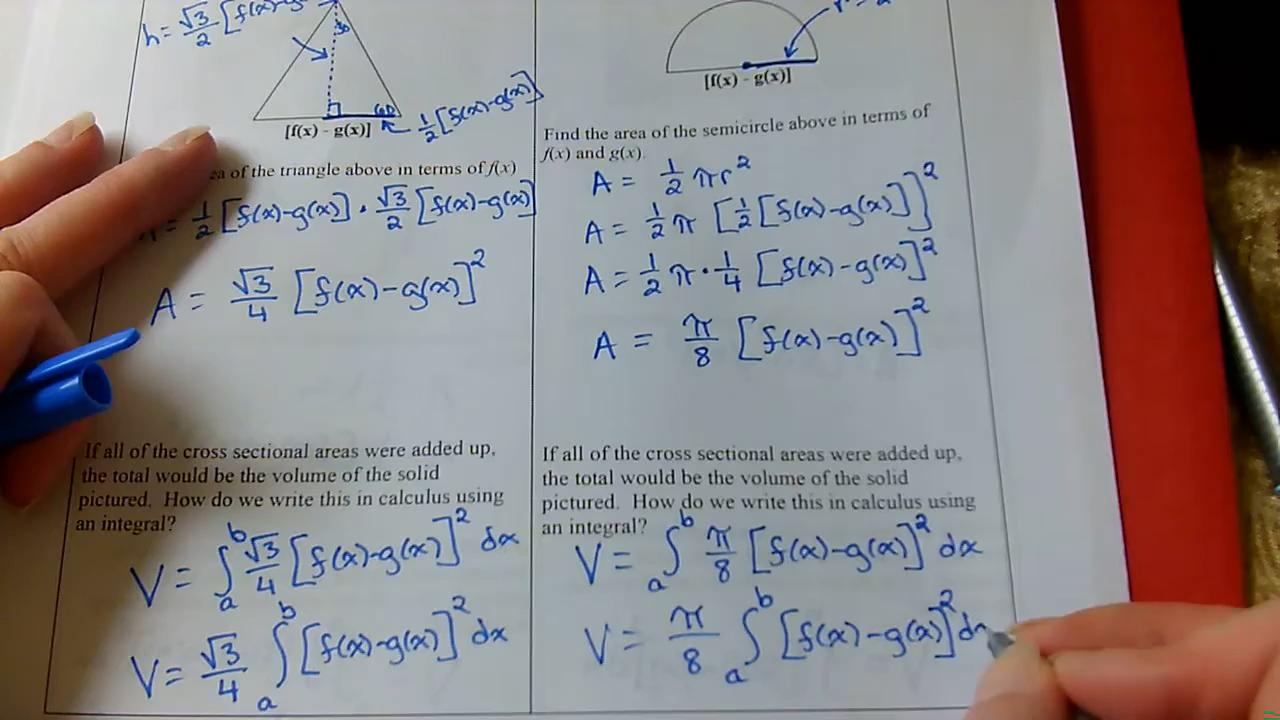 h = √3/2 [f(x)-g
30
60
[f(x) - g(x)]
1/2 [f(x)-g(x)]
ea of the triangle above in terms of f(x)
= 1/2 [f(x)-g(x)] · √3/2 [f(x)-g(x)]
A = √3/4 [f(x)-g(x)]²
If all of the cross sectional areas were added up,
the total would be the volume of the solid
pictured. How do we write this in calculus using
an integral?
V = ∫ₐᵇ √3/4 [f(x)-g(x)]² dx
V = √3/4 ∫ₐᵇ [f(x)-g(x)]² dx
[f(x) - g(x)]
Find the area of the semicircle above in terms of
f(x) and g(x).
A = 1/2 πr²
A = 1/2 π [1/2 [f(x)-g(x)]]²
A = 1/2 π · 1/4 [f(x)-g(x)]²
A = π/8 [f(x)-g(x)]²
If all of the cross sectional areas were added up,
the total would be the volume of the solid
pictured. How do we write this in calculus using
an integral?
V = ∫ₐᵇ π/8 [f(x)-g(x)]² dx
V = π/8 ∫ₐᵇ [f(x)-g(x)]² dx